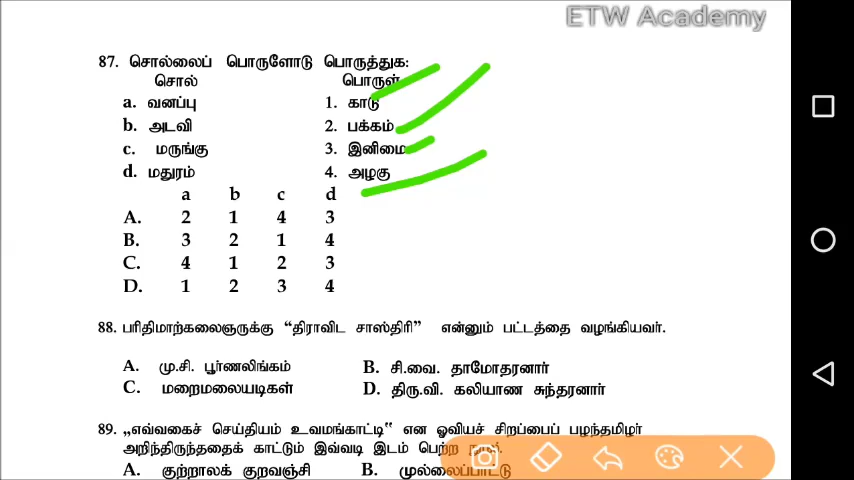 ETW Academy
87. சொல்லைப் பொருளோடு பொருத்துக:
சொல் பொருள்
a. வனப்பு 1. காடு
b. அடவி 2. பக்கம்
c. மருங்கு 3. இனிமை
d. மதுரம் 4. அழகு
a b c d
A. 2 1 4 3
B. 3 2 1 4
C. 4 1 2 3
D. 1 2 3 4
88. பரிதிமாற்கலைஞருக்கு “திராவிட சாஸ்திரி” என்னும் பட்டத்தை வழங்கியவர்.
A. மு.சி. பூர்ணலிங்கம் B. சி.வை. தாமோதரனார்
C. மறைமலையடிகள் D. திரு.வி. கலியாண சுந்தரனார்
89. „எவ்வகைச் செய்தியம் உவமங்காட்டி‟ என ஓவியச் சிறப்பைப் பழந்தமிழர்
அறிந்திருந்ததைக் காட்டும் இவ்வடி இடம் பெற்ற நூல்.
A. குற்றாலக் குறவஞ்சி B. முல்லைப்பாட்டு